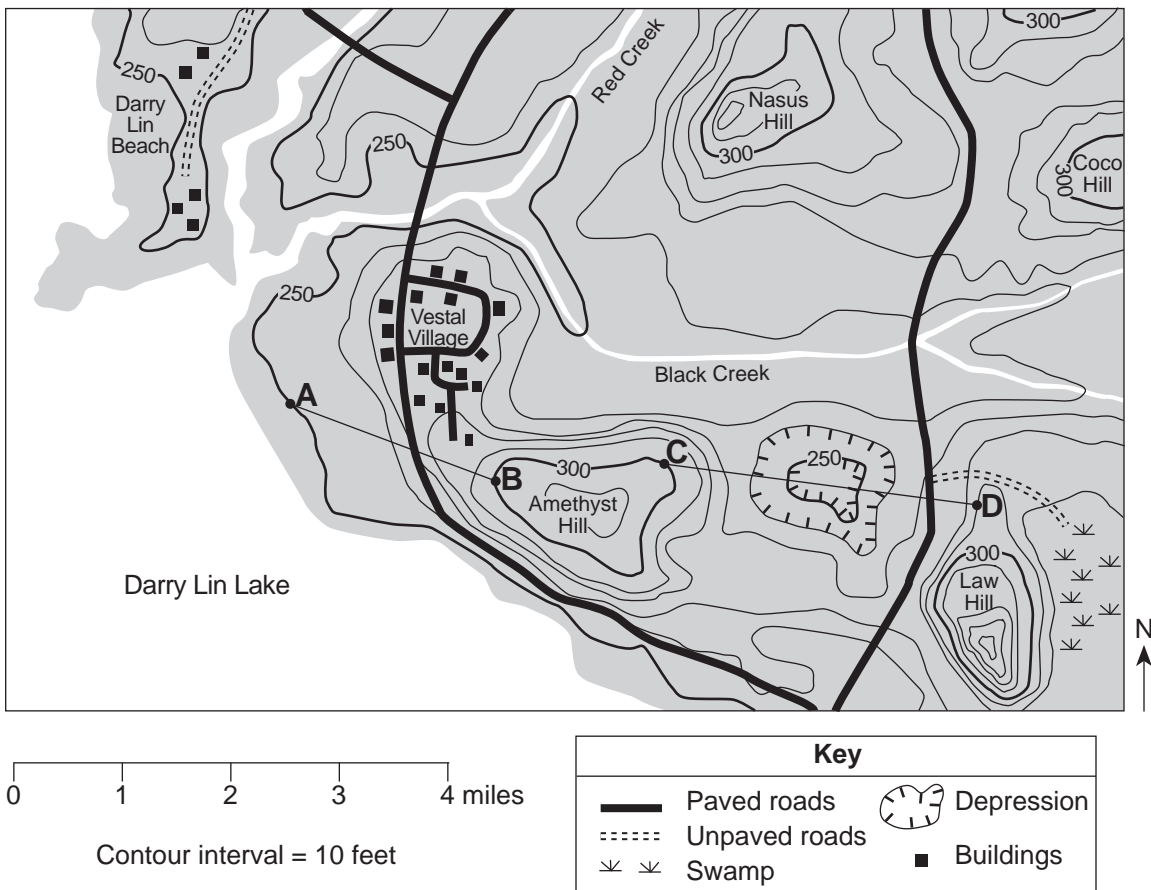 300
Red Creek
250
Darry
Lin
Beach
Nasus
Hill
250
300
Coco
Hill
300
250
Vestal
Village
Black Creek
A
C
300
250
B
Amethyst
Hill
D
300
Law
Hill
Darry Lin Lake
N
0 1 2 3 4 miles
Contour interval = 10 feet
Key
Paved roads
Depression
Unpaved roads
Swamp
Buildings